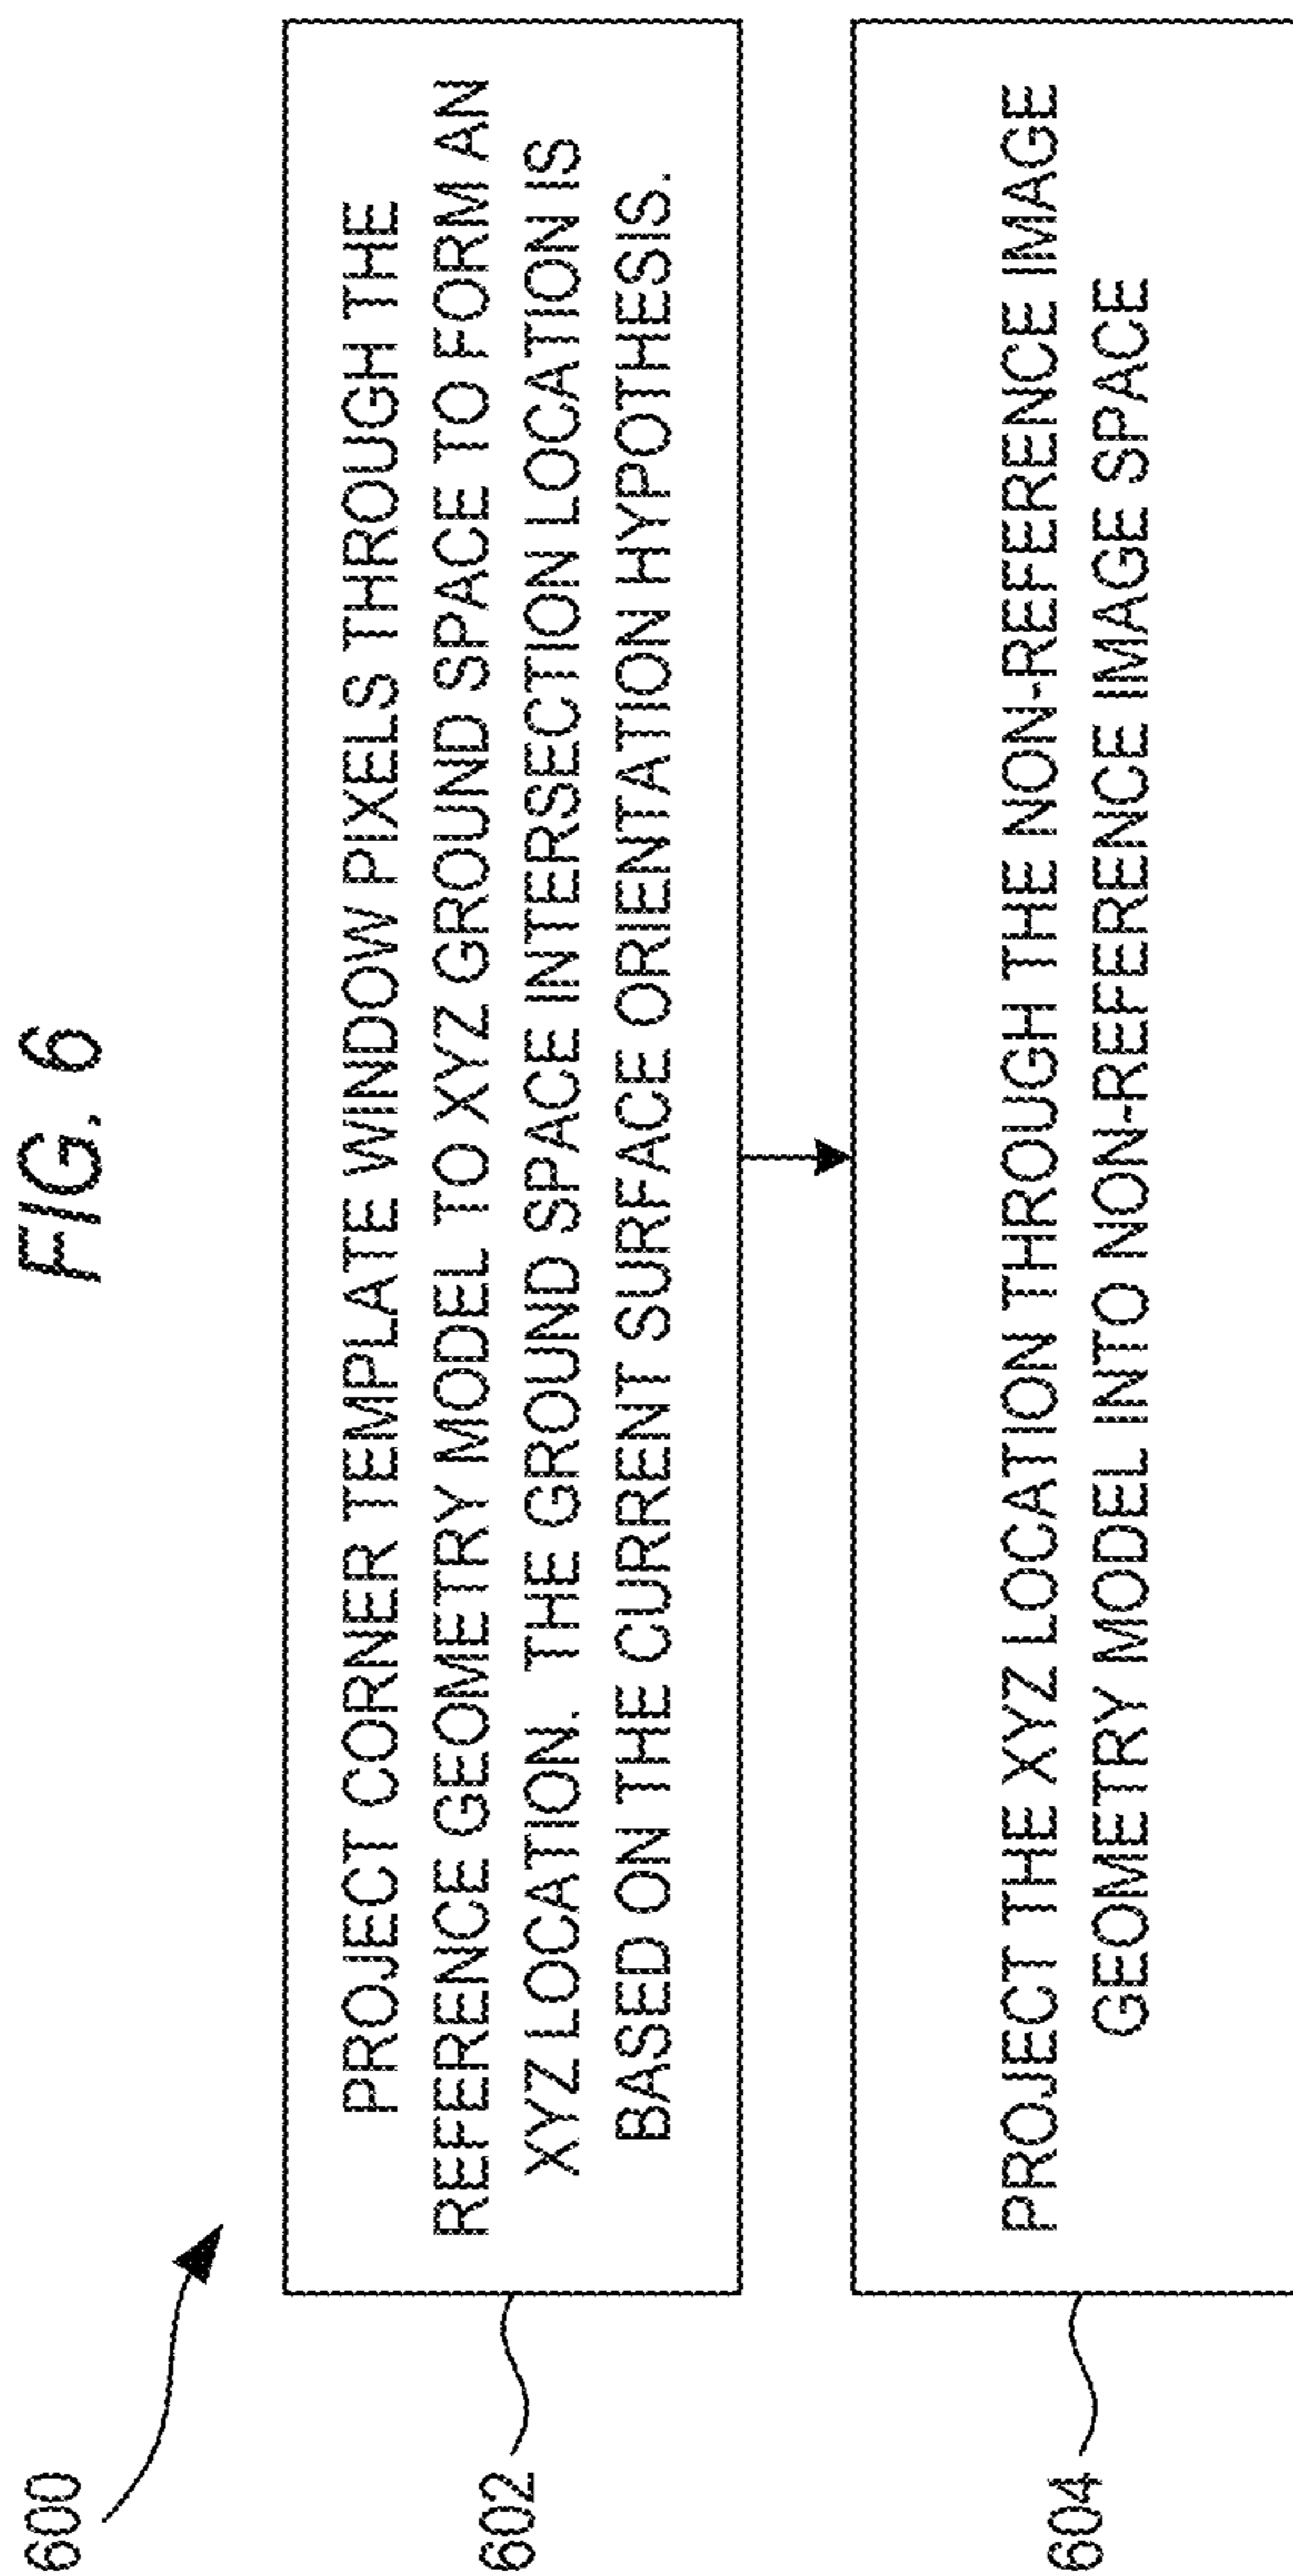 FIG. 6
600
602
PROJECT CORNER TEMPLATE WINDOW PIXELS THROUGH THE
REFERENCE GEOMETRY MODEL TO XYZ GROUND SPACE TO FORM AN
XYZ LOCATION. THE GROUND SPACE INTERSECTION LOCATION IS
BASED ON THE CURRENT SURFACE ORIENTATION HYPOTHESIS.
604
PROJECT THE XYZ LOCATION THROUGH THE NON-REFERENCE IMAGE
GEOMETRY MODEL INTO NON-REFERENCE IMAGE SPACE